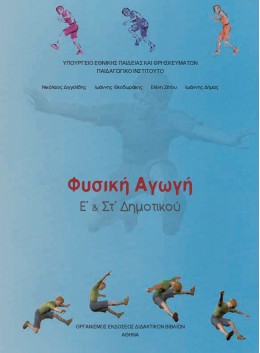 ΥΠΟΥΡΓΕΙΟ ΕΘΝΙΚΗΣ ΠΑΙΔΕΙΑΣ ΚΑΙ ΘΡΗΣΚΕΥΜΑΤΩΝ
ΠΑΙΔΑΓΩΓΙΚΟ ΙΝΣΤΙΤΟΥΤΟ
Νικόλαος Διγγελίδης Ιωάννης Θεοδωράκης Ελένη Ζέτου Ιωάννης Δήμας
Φυσική Αγωγή
Ε΄ & Στ΄ Δημοτικού
ΟΡΓΑΝΙΣΜΟΣ ΕΚΔΟΣΕΩΣ ΔΙΔΑΚΤΙΚΩΝ ΒΙΒΛΙΩΝ
ΑΘΗΝΑ